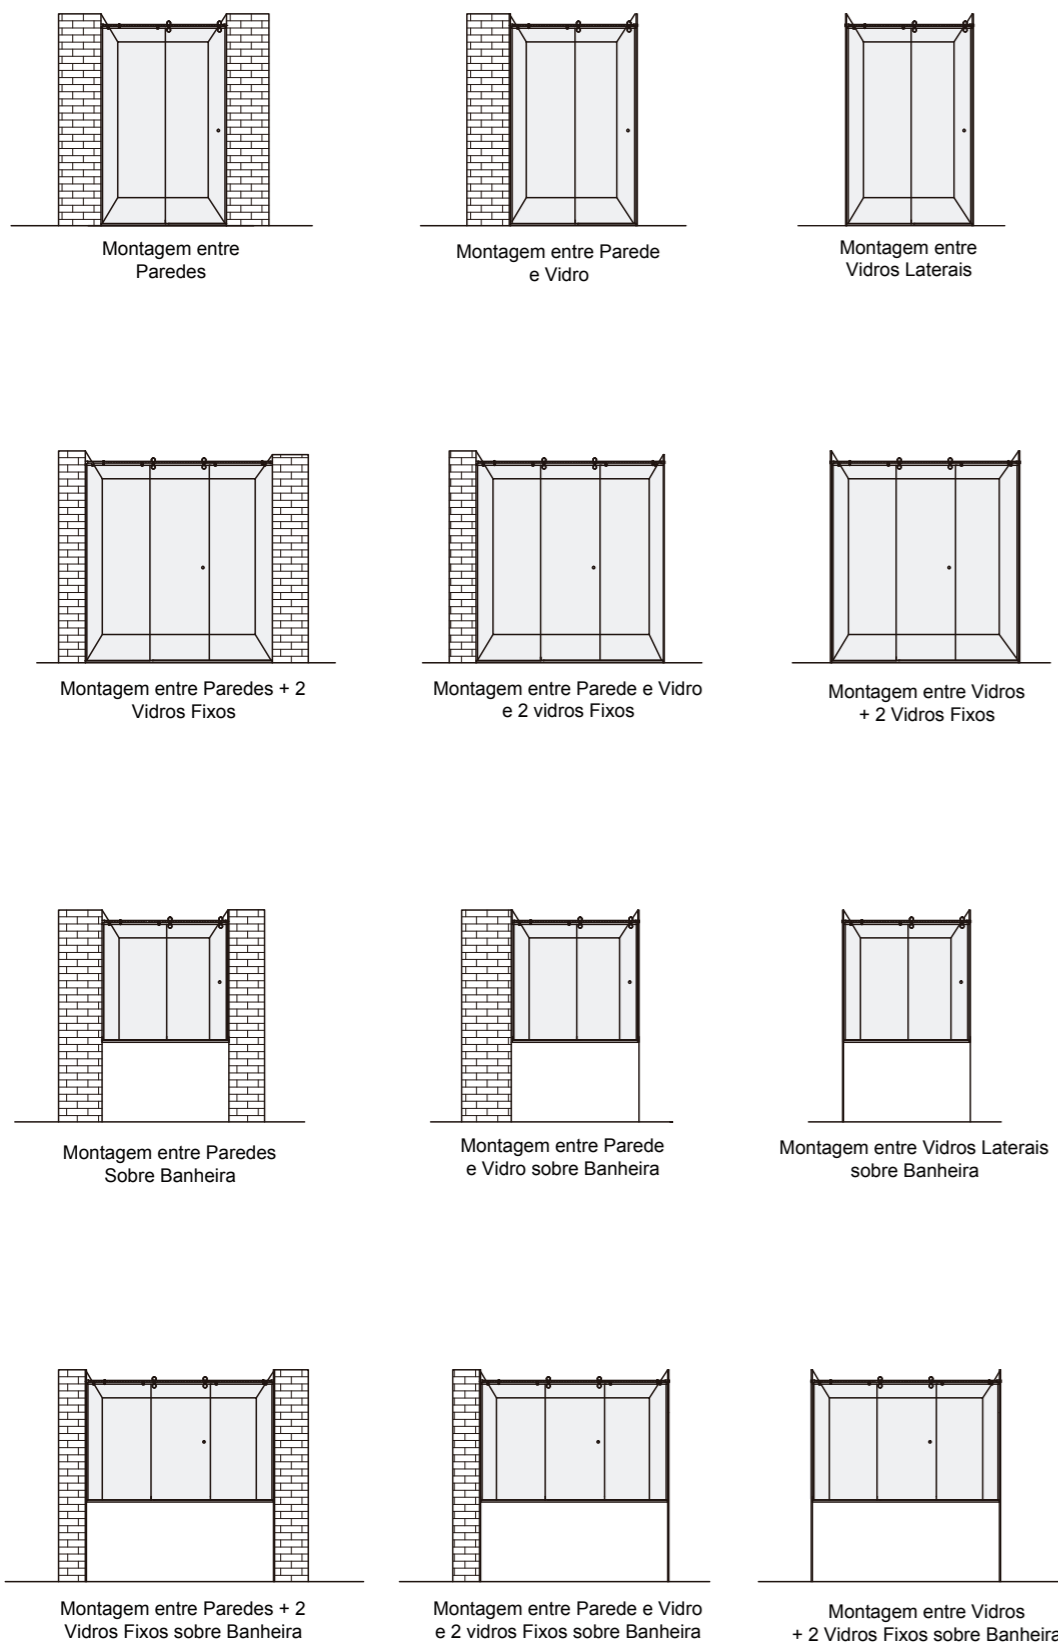 Montagem entre
Paredes
Montagem entre Parede
e Vidro
Montagem entre
Vidros Laterais
Montagem entre Paredes + 2
Vidros Fixos
Montagem entre Parede e Vidro
e 2 vidros Fixos
Montagem entre Vidros
+ 2 Vidros Fixos
Montagem entre Paredes
Sobre Banheira
Montagem entre Parede
e Vidro sobre Banheira
Montagem entre Vidros Laterais
sobre Banheira
Montagem entre Paredes + 2
Vidros Fixos sobre Banheira
Montagem entre Parede e Vidro
e 2 vidros Fixos sobre Banheira
Montagem entre Vidros
+ 2 Vidros Fixos sobre Banheira